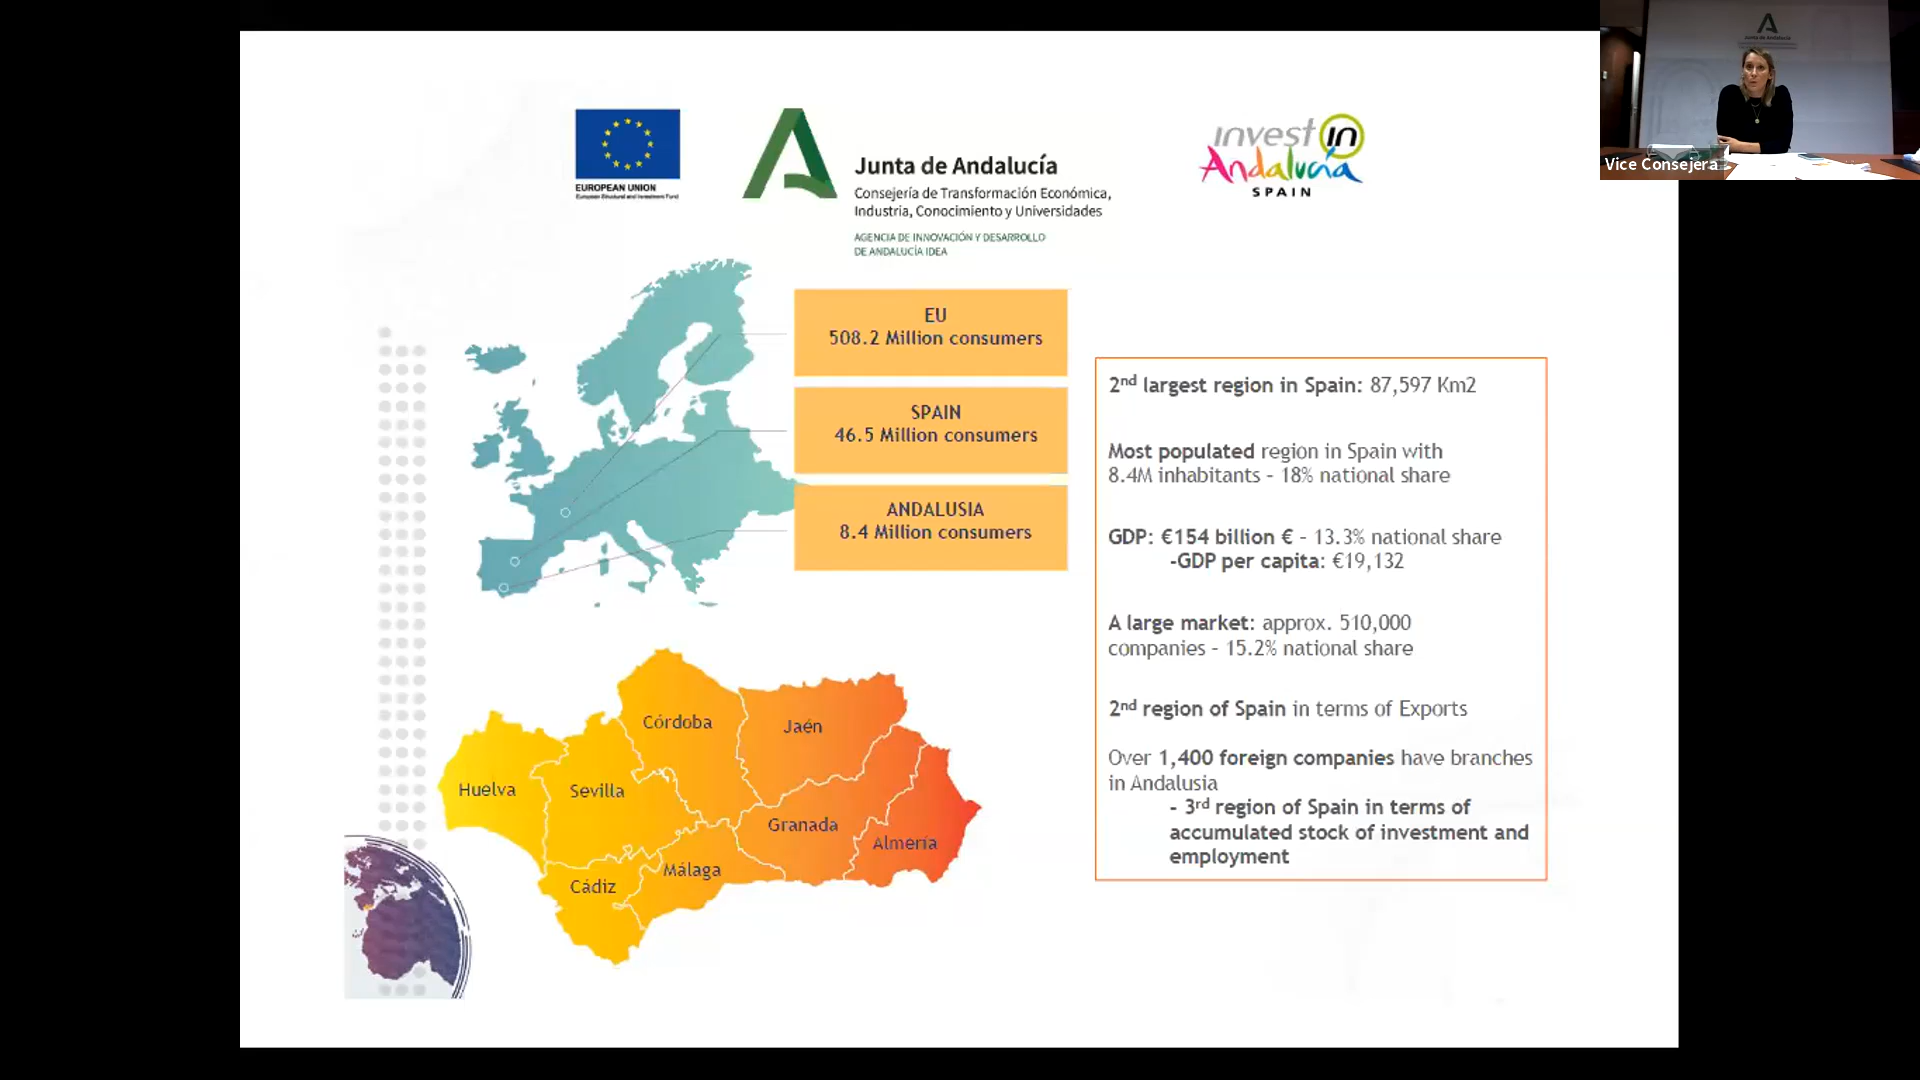 EUROPEAN UNION
European Structural and Investment Fund
Junta de Andalucía
Consejería de Transformación Económica,
Industria, Conocimiento y Universidades
AGENCIA DE INNOVACIÓN Y DESARROLLO
DE ANDALUCÍA IDEA
invest in
Andalucía
SPAIN
Junta de Andalucía
Vice Consejera
EU
508.2 Million consumers
SPAIN
46.5 Million consumers
ANDALUSIA
8.4 Million consumers
2nd largest region in Spain: 87,597 Km2
Most populated region in Spain with
8.4M inhabitants - 18% national share
GDP: €154 billion € - 13.3% national share
-GDP per capita: €19,132
A large market: approx. 510,000
companies - 15.2% national share
2nd region of Spain in terms of Exports
Over 1,400 foreign companies have branches
in Andalusia
- 3rd region of Spain in terms of
accumulated stock of investment and
employment
Córdoba
Jaén
Huelva
Sevilla
Granada
Almería
Málaga
Cádiz